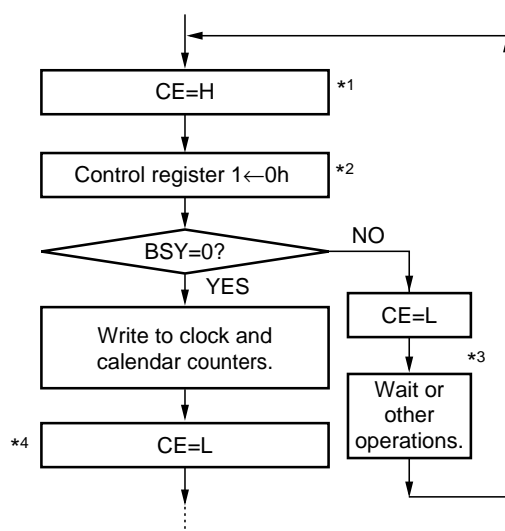 CE=H
*1
Control register 1←0h
*2
BSY=0?
NO
YES
Write to clock and
calendar counters.
CE=L
*3
Wait or
other
operations.
*4
CE=L